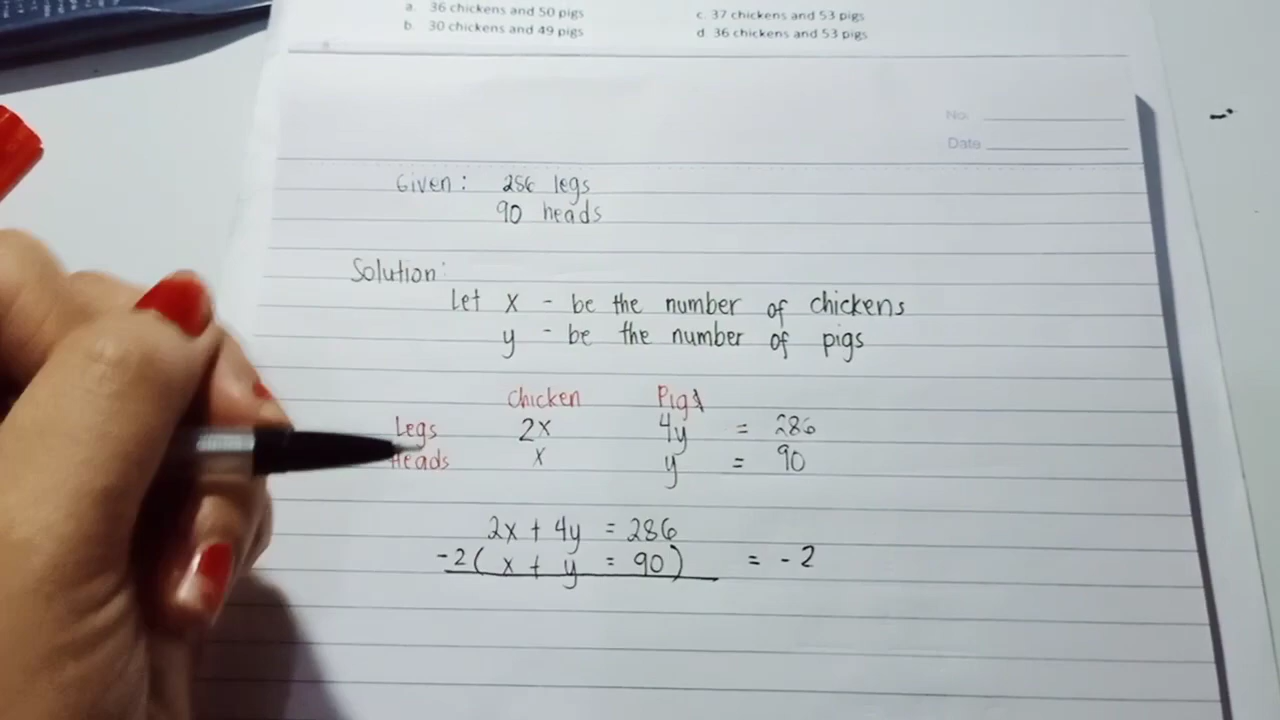 a. 36 chickens and 50 pigs
c. 37 chickens and 53 pigs
b. 30 chickens and 49 pigs
d. 36 chickens and 53 pigs
No.
Date
Given: 286 legs
90 heads
Solution:
Let x - be the number of chickens
y - be the number of pigs
Chicken Pigs
Legs 2x 4y = 286
Heads x y = 90
2x + 4y = 286
-2( x + y = 90) = -2